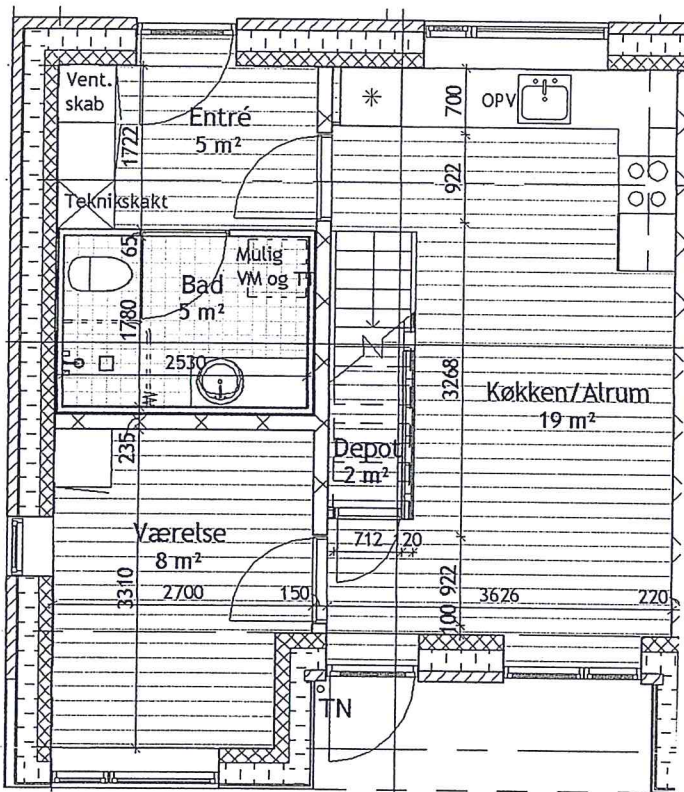 Vent.
skab
Entré
5 m²
1722
OPV
700
922
Teknikskakt
65
Mulig
VM og TT
Bad
5 m²
1780
2530
3268
Køkken/Alrum
19 m²
235
Depot
2 m²
Værelse
8 m²
712
120
3310
2700
150
922
3626
220
100
TN